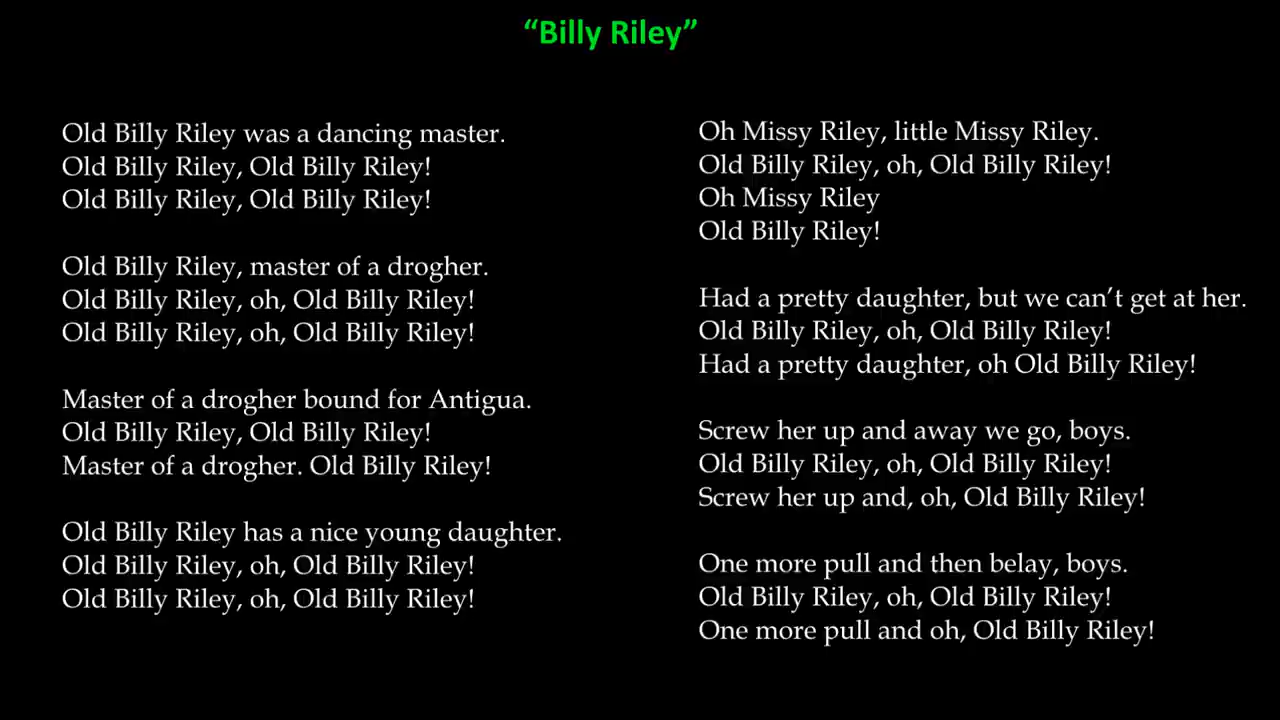 “Billy Riley”
Old Billy Riley was a dancing master.
Old Billy Riley, Old Billy Riley!
Old Billy Riley, Old Billy Riley!
Old Billy Riley, master of a drogher.
Old Billy Riley, oh, Old Billy Riley!
Old Billy Riley, oh, Old Billy Riley!
Master of a drogher bound for Antigua.
Old Billy Riley, Old Billy Riley!
Master of a drogher. Old Billy Riley!
Old Billy Riley has a nice young daughter.
Old Billy Riley, oh, Old Billy Riley!
Old Billy Riley, oh, Old Billy Riley!
Oh Missy Riley, little Missy Riley.
Old Billy Riley, oh, Old Billy Riley!
Oh Missy Riley
Old Billy Riley!
Had a pretty daughter, but we can’t get at her.
Old Billy Riley, oh, Old Billy Riley!
Had a pretty daughter, oh Old Billy Riley!
Screw her up and away we go, boys.
Old Billy Riley, oh, Old Billy Riley!
Screw her up and, oh, Old Billy Riley!
One more pull and then belay, boys.
Old Billy Riley, oh, Old Billy Riley!
One more pull and oh, Old Billy Riley!